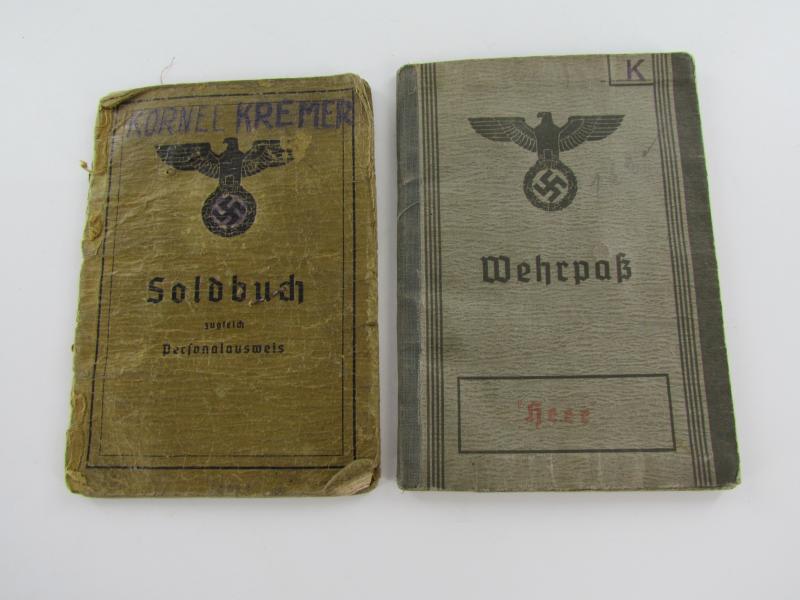 KORNEL KREMER
Soldbuch
zugleich
Personalausweis
K
Wehrpaß
"Heer"